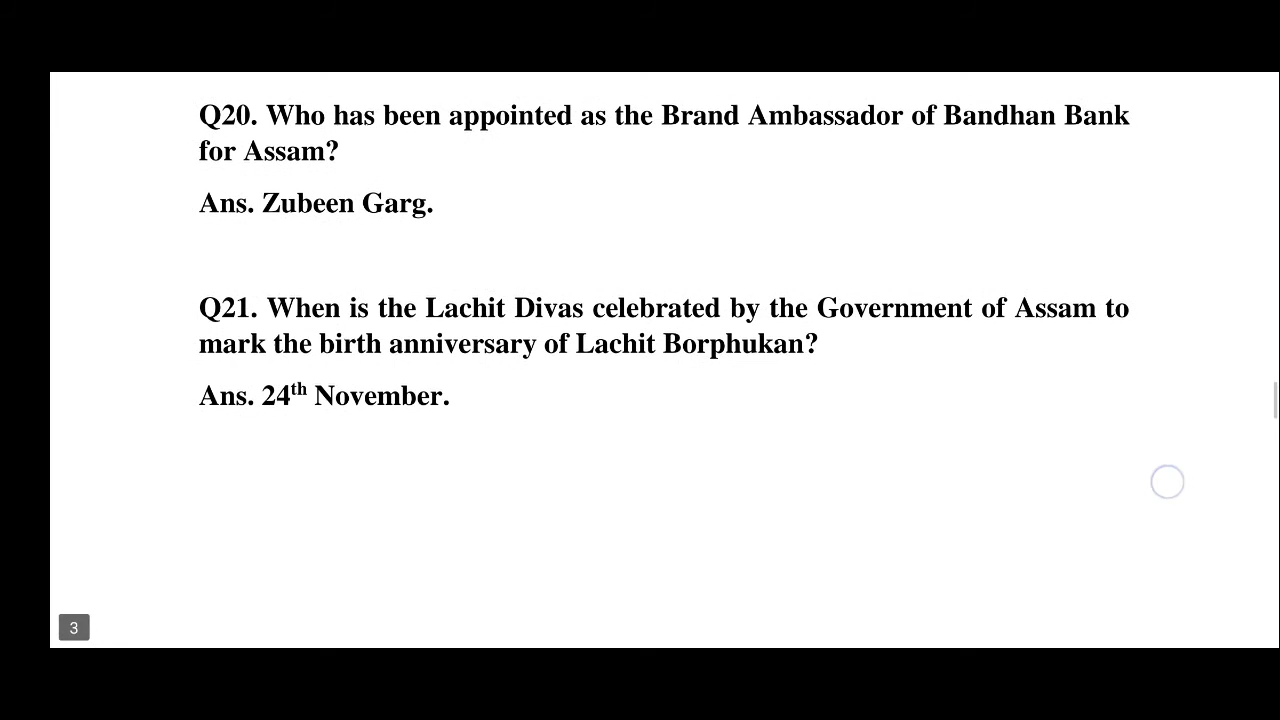 Q20. Who has been appointed as the Brand Ambassador of Bandhan Bank
for Assam?
Ans. Zubeen Garg.
Q21. When is the Lachit Divas celebrated by the Government of Assam to
mark the birth anniversary of Lachit Borphukan?
Ans. 24th November.
3